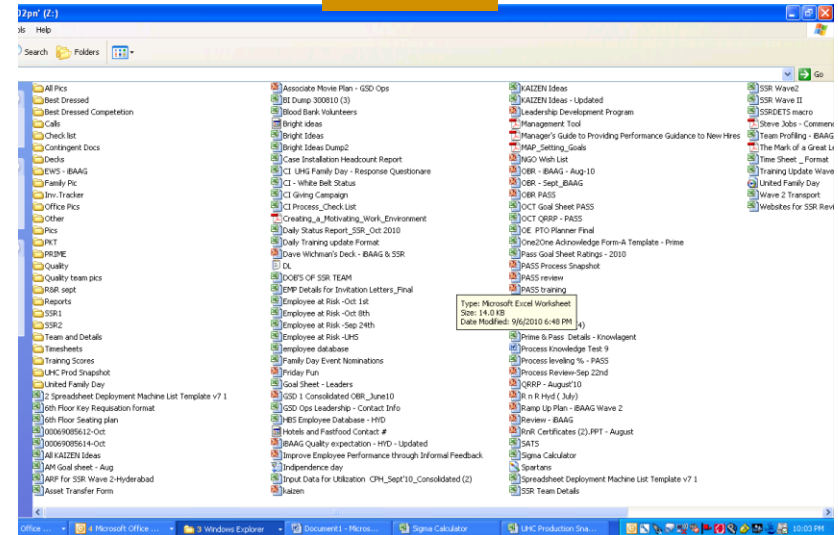 02pn' (Z:)
ols Help
Search Folders
Go
All Pics
Best Dressed
Best Dressed Competetion
Calls
Check list
Contingent Docs
Decks
EWS - iBAAG
Family Pic
Inv.Tracker
Office Pics
Other
Pics
PKT
PRIME
Quality
Quality team pics
R&R sept
Reports
SSR1
SSR2
Team and Details
Timesheets
Trainng Scores
UHC Prod Snapshot
United Family Day
2 Spreadsheet Deployment Machine List Template v7 1
6th Floor Key Requisation format
6th Floor Seating plan
00069085612-Oct
00069085614-Oct
All KAIZEN Ideas
AM Goal sheet - Aug
ARF for SSR Wave 2-Hyderabad
Asset Transfer Form
Associate Movie Plan - GSD Ops
BI Dump 300810 (3)
Blood Bank Volunteers
Bright ideas
Bright Ideas
Bright Ideas Dump2
Case Installation Headcount Report
CI UHG Family Day - Response Questionare
CI - White Belt Status
CI Giving Campaign
CI Process_Check List
Creating_a_Motivating_Work_Environment
Daily Status Report_SSR_Oct 2010
Daily Training update Format
Dave Wichman's Deck - iBAAG & SSR
DL
DOB'S OF SSR TEAM
EMP Details for Invitation Letters_Final
Employee at Risk -Oct 1st
Employee at Risk -Oct 8th
Employee at Risk -Sep 24th
Employee at Risk -UHS
employee database
Family Day Event Nominations
Friday Fun
Goal Sheet - Leaders
GSD 1 Consolidated OBR_June10
GSD Ops Leadership - Contact Info
HBS Employee Database - HYD
Hotels and Fastfood Contact #
iBAAG Quality expectation - HYD - Updated
Improve Employee Performance through Informal Feedback
Indipendence day
Input Data for Utilization CPH_Sept'10_Consolidated (2)
kaizen
KAIZEN Ideas
KAIZEN Ideas - Updated
Leadership Development Program
Management Tool
Manager's Guide to Providing Performance Guidance to New Hires
MAP_Setting_Goals
NGO Wish List
OBR - iBAAG - Aug-10
OBR - Sept_iBAAG
OBR PASS
OCT Goal Sheet PASS
OCT QRRP - PASS
OE PTO Planner Final
One2One Acknowledge Form-A Template - Prime
Pass Goal Sheet Ratings - 2010
PASS Process Snapshot
PASS review
PASS training
Type: Microsoft Excel Worksheet
Size: 14.0 KB
Date Modified: 9/6/2010 6:48 PM
4)
Prime & Pass Details - Knowlagent
Process Knowledge Test 9
Process leveling % - PASS
Process Review-Sep 22nd
QRRP - August'10
R n R Hyd ( July)
Ramp Up Plan - iBAAG Wave 2
Review - iBAAG
RnR Certificates (2).PPT - August
SATS
Sigma Calculator
Spartans
Spreadsheet Deployment Machine List Template v7 1
SSR Team Details
SSR Wave2
SSR Wave II
SSRDETS macro
Steve Jobs - Commenc
Team Profiling - iBAAG
The Mark of a Great Le
Time Sheet _Format
Training Update Wave
United Family Day
Wave 2 Transport
Websites for SSR Revi
Office ... 4 Microsoft Office ... 3 Windows Explorer Document1 - Micros... Sigma Calculator UHC Production Sna... 10:03 PM